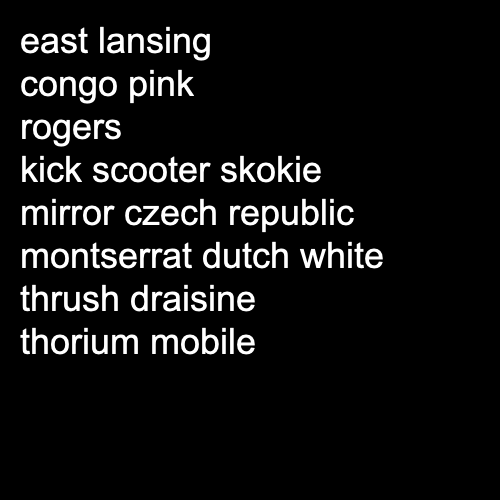 east lansing
congo pink
rogers
kick scooter skokie
mirror czech republic
montserrat dutch white
thrush draisine
thorium mobile